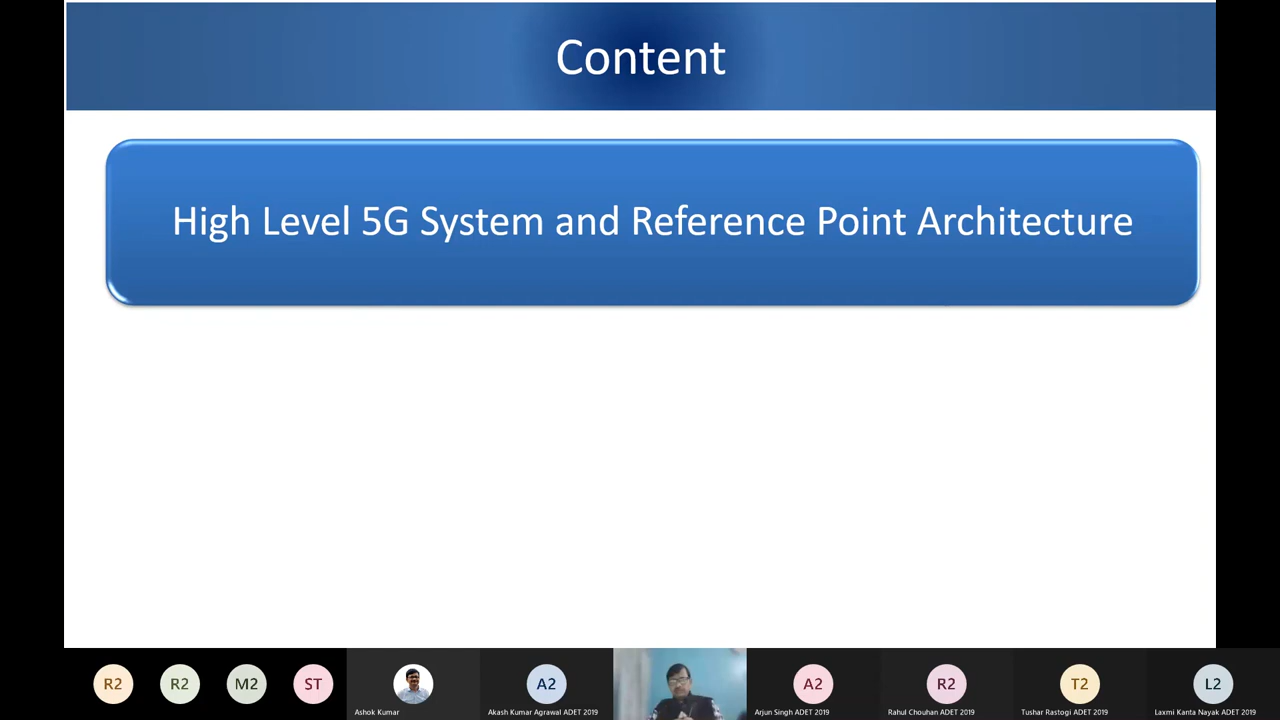 Content
High Level 5G System and Reference Point Architecture
R2
R2
M2
ST
Ashok Kumar
A2
Akash Kumar Agrawal ADET 2019
A2
Arjun Singh ADET 2019
R2
Rahul Chouhan ADET 2019
T2
Tushar Rastogi ADET 2019
L2
Laxmi Kanta Nayak ADET 2019